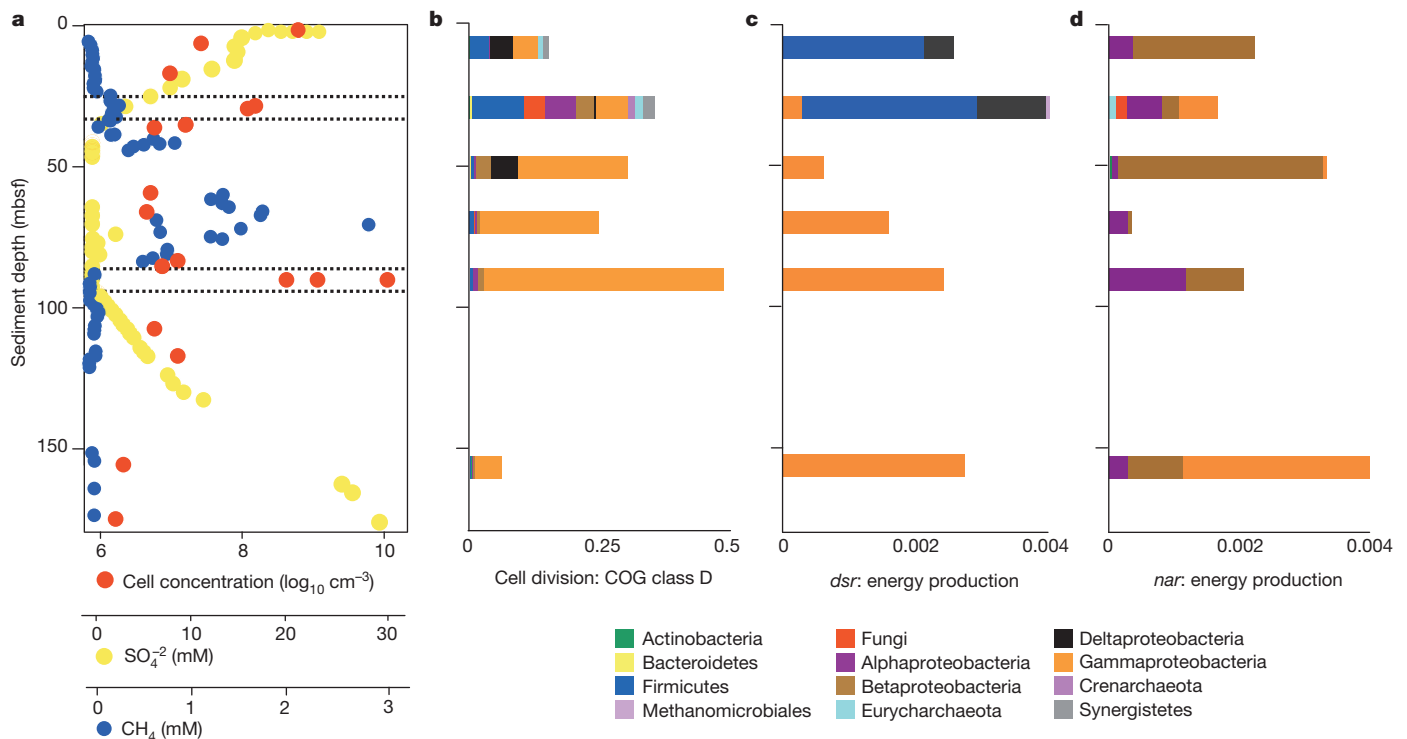 a
b
c
d
0
50
100
150
Sediment depth (mbsf)
6 8 10
Cell concentration (log10 cm−3)
0 10 20 30
SO4−2 (mM)
0 1 2 3
CH4 (mM)
0 0.25 0.5
Cell division: COG class D
0 0.002 0.004
dsr: energy production
0 0.002 0.004
nar: energy production
Actinobacteria
Bacteroidetes
Firmicutes
Methanomicrobiales
Fungi
Alphaproteobacteria
Betaproteobacteria
Eurycharchaeota
Deltaproteobacteria
Gammaproteobacteria
Crenarchaeota
Synergistetes